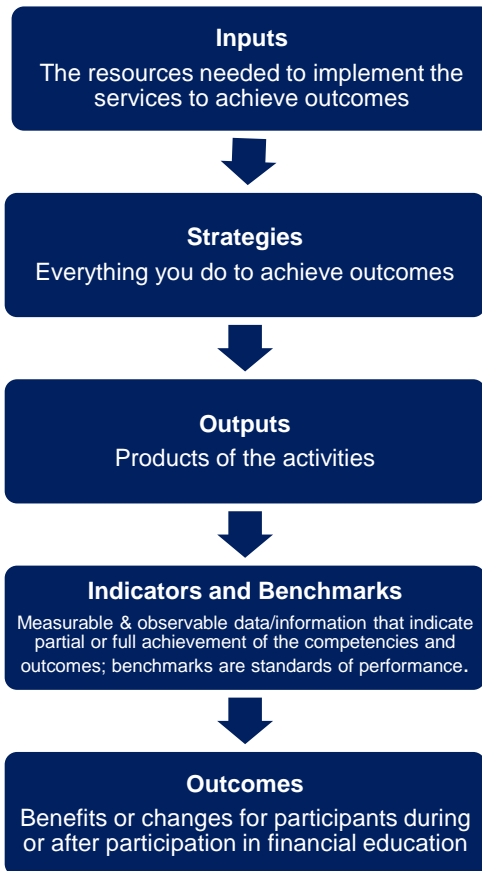 Inputs
The resources needed to implement the
services to achieve outcomes
Strategies
Everything you do to achieve outcomes
Outputs
Products of the activities
Indicators and Benchmarks
Measurable & observable data/information that indicate
partial or full achievement of the competencies and
outcomes; benchmarks are standards of performance.
Outcomes
Benefits or changes for participants during
or after participation in financial education